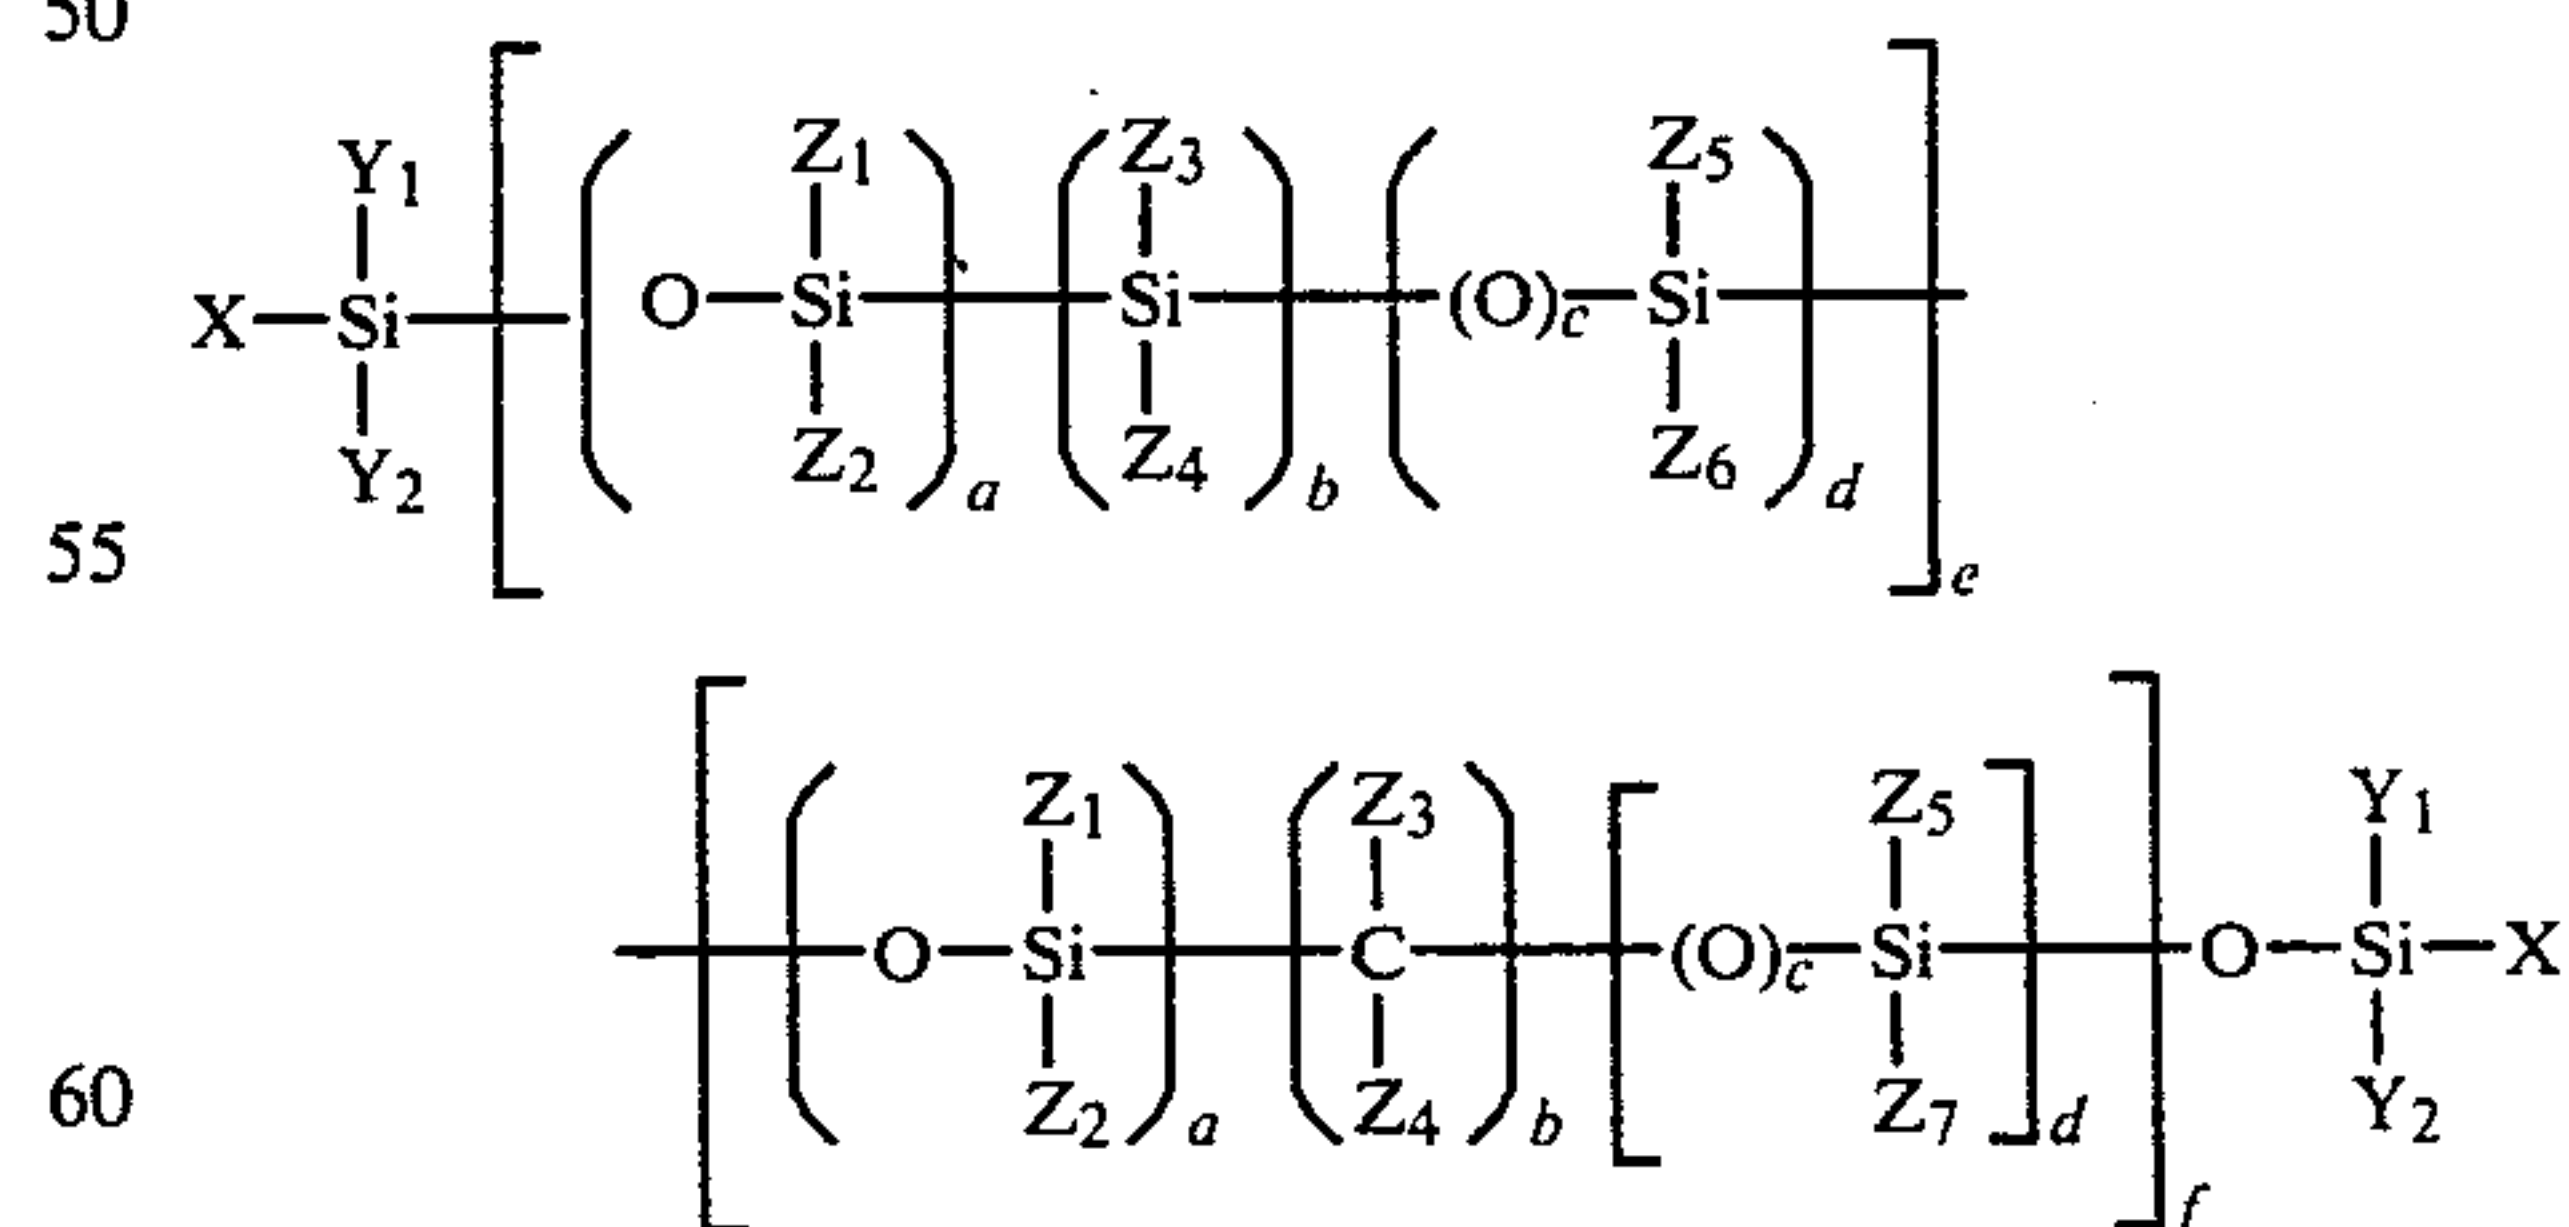 50
Z1 Z3 Z5
Y1
X—Si—[—(O—Si—)a—(Si—)b—((O)c—Si—)d—]e
Y2
Z2 Z4 Z6
55
Z1 Z3 Z5 Y1
—[—(—O—Si—)a—(—C—)b—[—(O)c—Si—]d—]f—O—Si—X
Z2 Z4 Z7 Y2
60